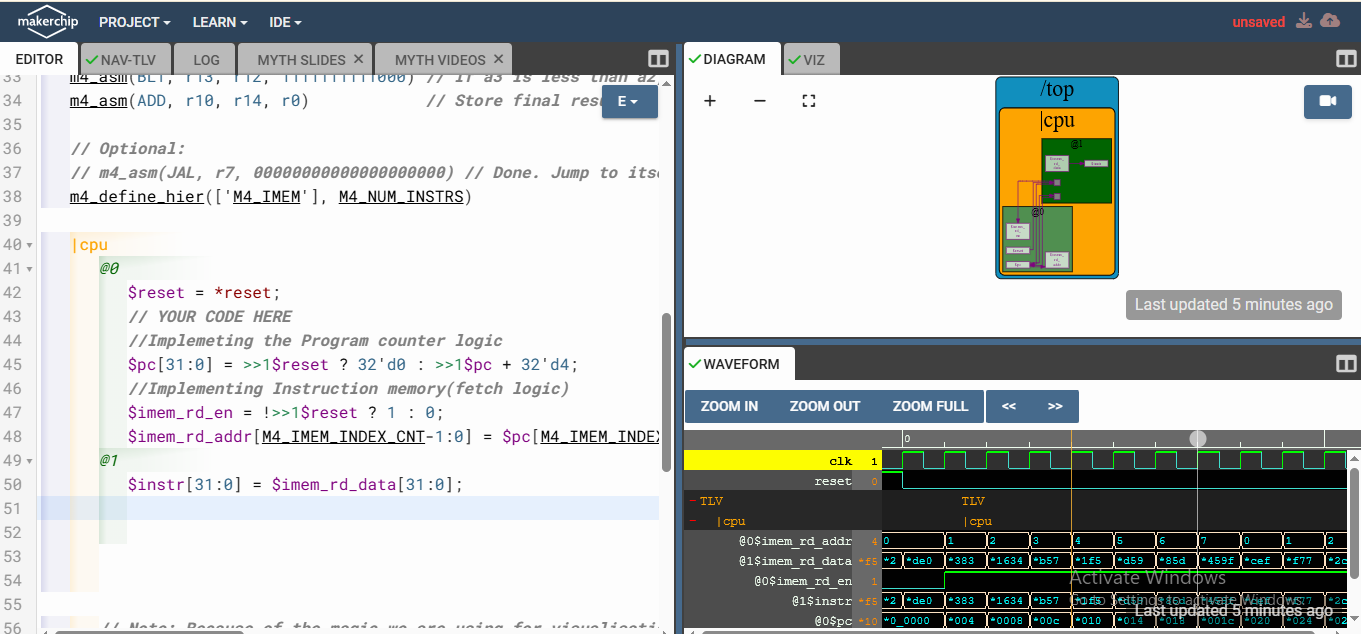 makerchip PROJECT LEARN IDE unsaved
EDITOR NAV-TLV LOG MYTH SLIDES MYTH VIDEOS
33 m4_asm(BLT, r13, r12, 1111111111000) // If a3 is less than a2
34 m4_asm(ADD, r10, r14, r0) // Store final res
E
35
36 // Optional:
37 // m4_asm(JAL, r7, 00000000000000000000) // Done. Jump to its
38 m4_define_hier(['M4_IMEM'], M4_NUM_INSTRS)
39
40 |cpu
41 @0
42 $reset = *reset;
43 // YOUR CODE HERE
44 //Implemeting the Program counter logic
45 $pc[31:0] = >>1$reset ? 32'd0 : >>1$pc + 32'd4;
46 //Implementing Instruction memory(fetch logic)
47 $imem_rd_en = !>>1$reset ? 1 : 0;
48 $imem_rd_addr[M4_IMEM_INDEX_CNT-1:0] = $pc[M4_IMEM_INDEX
49 @1
50 $instr[31:0] = $imem_rd_data[31:0];
51
52
53
54
55
56 // Note: Because of the magic we are using for visualisati
DIAGRAM VIZ
+ −
/top
|cpu
@1
@0
Last updated 5 minutes ago
WAVEFORM
ZOOM IN ZOOM OUT ZOOM FULL << >>
0
clk 1
reset 0
- TLV TLV
- |cpu |cpu
@0$imem_rd_addr 4 0 1 2 3 4 5 6 7 0 1 2
@1$imem_rd_data *f5 *2 *de0 *383 *1634 *b57 *1f5 *d59 *85d *459f *cef *f77 *2c
@0$imem_rd_en 1
@1$instr *f5 *2 *de0 *383 *1634 *b57 *1f5
@0$pc *10 *0_0000 *004 *0008 *00c *010 *014 *018 *001c *020 *024 *02
Activate Windows
Go to Settings to activate Windows.
Last updated 5 minutes ago